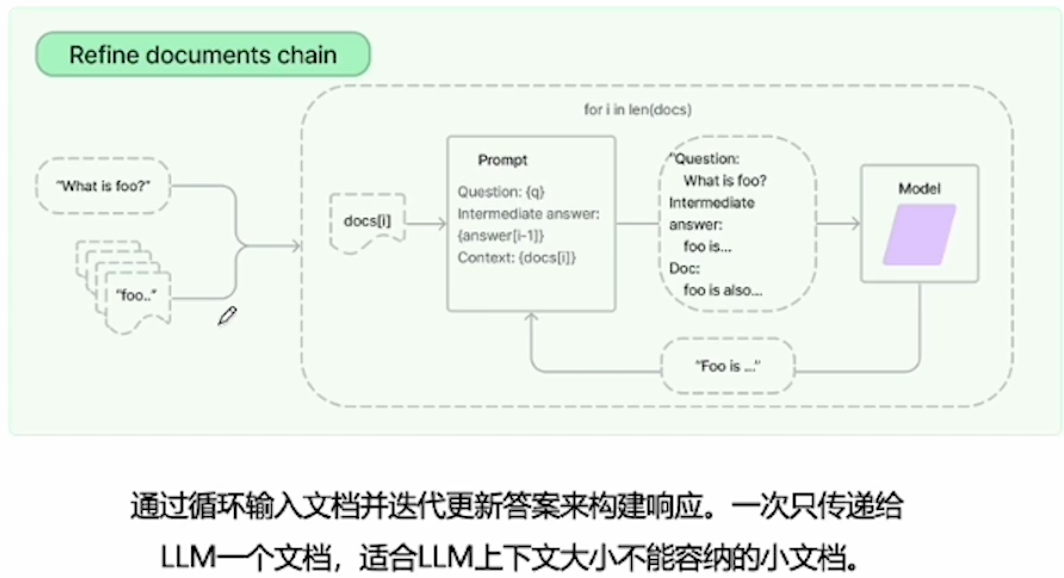 Refine documents chain
for i in len(docs)
"What is foo?"
"foo.."
docs[i]
Prompt
Question: {q}
Intermediate answer:
{answer[i-1]}
Context: {docs[i]}
"Question:
What is foo?
Intermediate
answer:
foo is...
Doc:
foo is also...
Model
"Foo is ..."
通过循环输入文档并迭代更新答案来构建响应。一次只传递给
LLM一个文档，适合LLM上下文大小不能容纳的小文档。